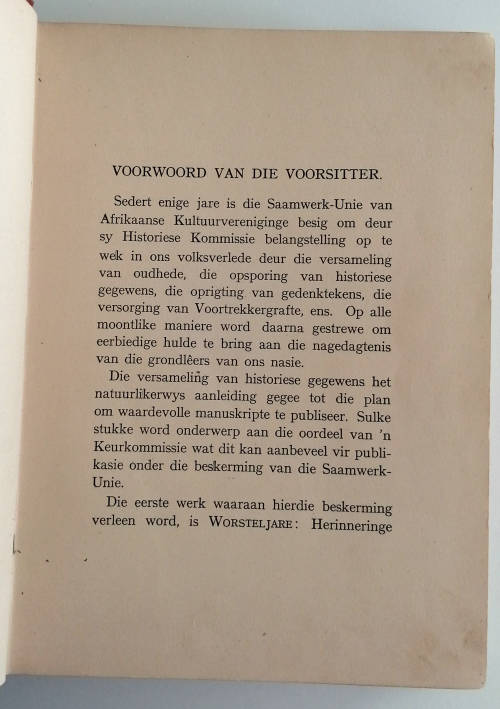 VOORWOORD VAN DIE VOORSITTER.
Sedert enige jare is die Saamwerk-Unie van
Afrikaanse Kultuurvereniginge besig om deur
sy Historiese Kommissie belangstelling op te
wek in ons volksverlede deur die versameling
van oudhede, die opsporing van historiese
gegewens, die oprigting van gedenktekens, die
versorging van Voortrekkergrafte, ens. Op alle
moontlike maniere word daarna gestrewe om
eerbiedige hulde te bring aan die nagedagtenis
van die grondlêers van ons nasie.
Die versameling van historiese gegewens het
natuurlikerwys aanleiding gegee tot die plan
om waardevolle manuskripte te publiseer. Sulke
stukke word onderwerp aan die oordeel van 'n
Keurkommissie wat dit kan aanbeveel vir publi-
kasie onder die beskerming van die Saamwerk-
Unie.
Die eerste werk waaraan hierdie beskerming
verleen word, is WORSTELJARE: Herinneringe